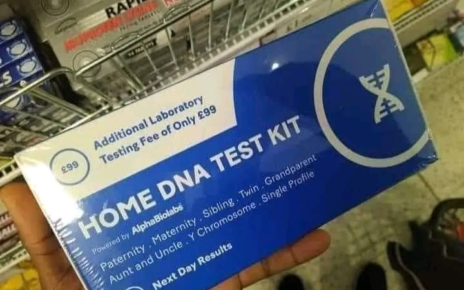 RAPID
Additional Laboratory
Testing Fee of Only £99
£99
HOME DNA TEST KIT
Powered by AlphaBiolabs
Paternity . Maternity . Sibling . Twin . Grandparent
Aunt and Uncle . Y Chromosome . Single Profile
Next Day Results